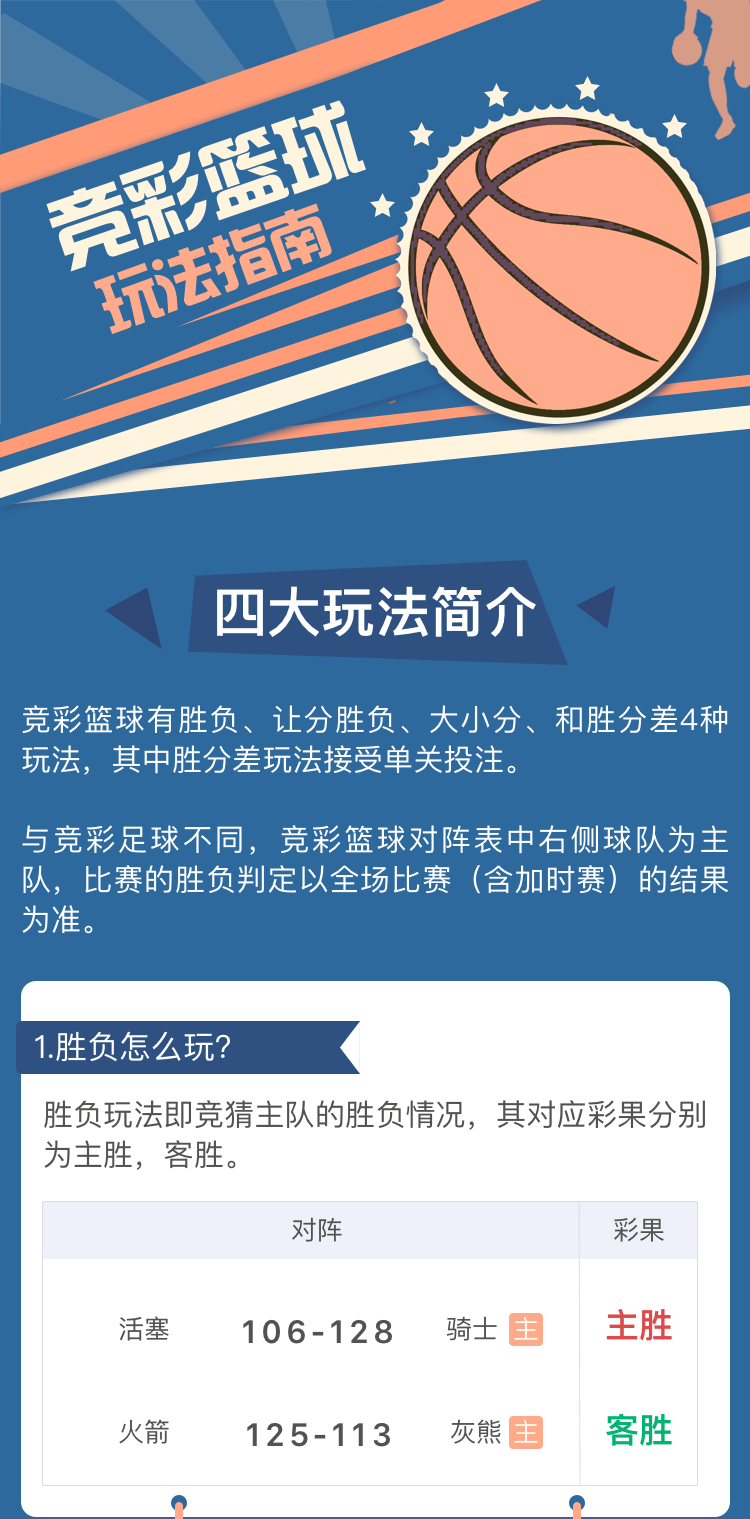 竞彩篮球
玩法指南
四大玩法简介
竞彩篮球有胜负、让分胜负、大小分、和胜分差4种
玩法，其中胜分差玩法接受单关投注。
与竞彩足球不同，竞彩篮球对阵表中右侧球队为主
队，比赛的胜负判定以全场比赛（含加时赛）的结果
为准。
1.胜负怎么玩?
胜负玩法即竞猜主队的胜负情况，其对应彩果分别
为主胜，客胜。
对阵 彩果
活塞 106-128 骑士 主 主胜
火箭 125-113 灰熊 主 客胜